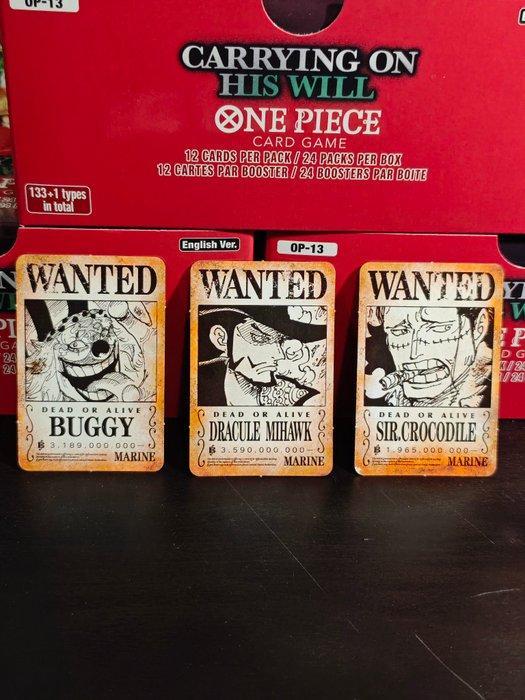 OP-13
CARRYING ON
HIS WILL
ONE PIECE
CARD GAME
12 CARDS PER PACK / 24 PACKS PER BOX
12 CARTES PAR BOOSTER / 24 BOOSTERS PAR BOITE
133+1 types
in total
English Ver.
OP-13
WANTED
DEAD OR ALIVE
BUGGY
฿3.189.000.000—
MARINE
WANTED
DEAD OR ALIVE
DRACULE MIHAWK
฿3.590.000.000—
MARINE
WANTED
DEAD OR ALIVE
SIR.CROCODILE
฿1.965.000.000—
MARINE